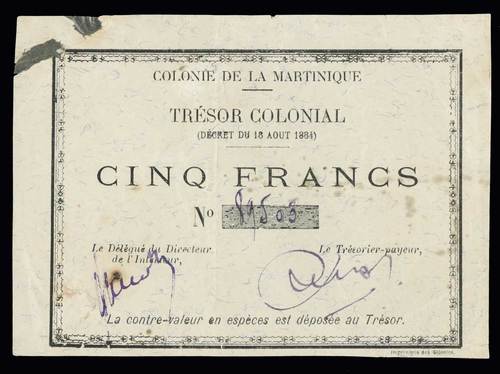 COLONIE DE LA MARTINIQUE
TRÉSOR COLONIAL
(DÉCRET DU 18 AOUT 1884)
CINQ FRANCS
No 89503
Le Délégué du Directeur
de l'Intérieur,
Le Trésorier-payeur,
La contre-valeur en espèces est déposée au Trésor.